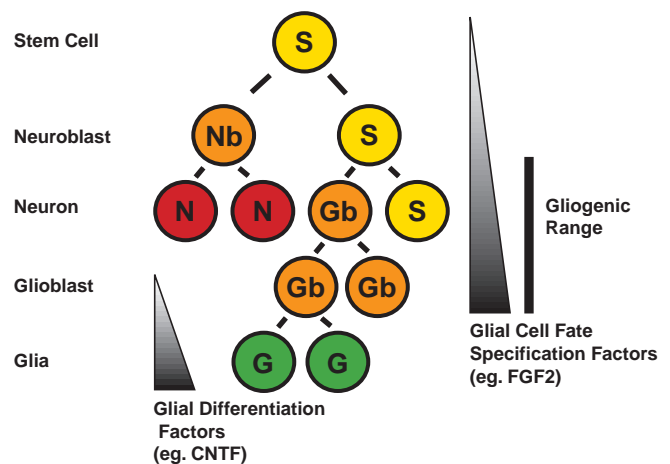 Stem Cell
S
Neuroblast
Nb
S
Neuron
N
N
Gb
S
Gliogenic
Range
Glioblast
Gb
Gb
Glial Cell Fate
Specification Factors
(eg. FGF2)
Glia
G
G
Glial Differentiation
Factors
(eg. CNTF)